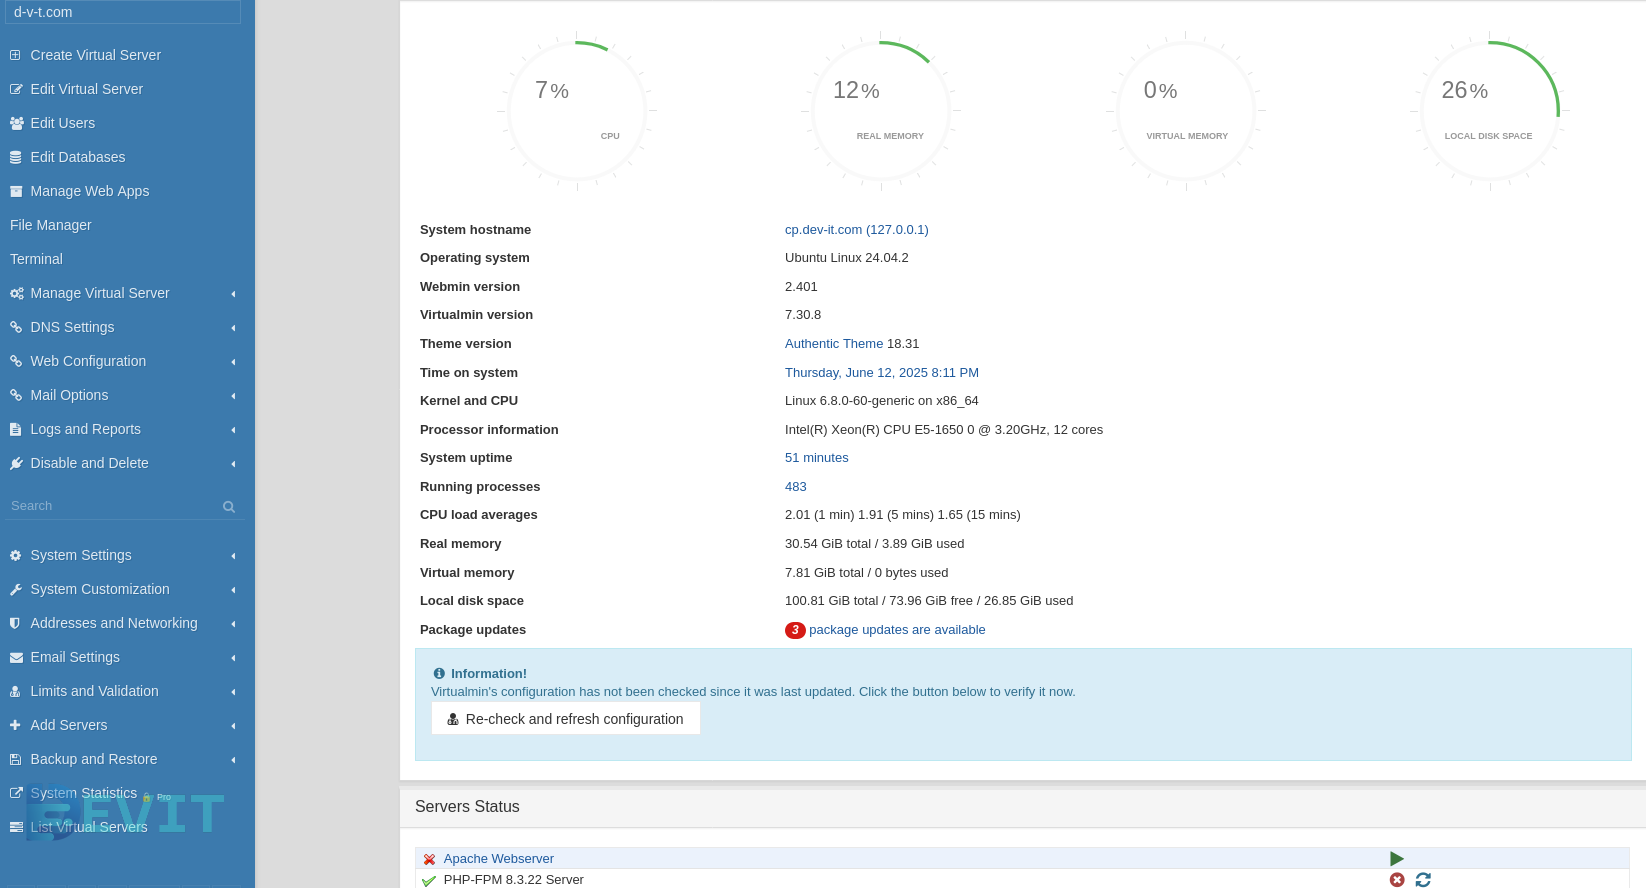 d-v-t.com
Create Virtual Server
Edit Virtual Server
Edit Users
Edit Databases
Manage Web Apps
File Manager
Terminal
Manage Virtual Server
DNS Settings
Web Configuration
Mail Options
Logs and Reports
Disable and Delete
Search
System Settings
System Customization
Addresses and Networking
Email Settings
Limits and Validation
Add Servers
Backup and Restore
System Statistics Pro
EVIT
List Virtual Servers
7%
CPU
12%
REAL MEMORY
0%
VIRTUAL MEMORY
26%
LOCAL DISK SPACE
System hostname cp.dev-it.com (127.0.0.1)
Operating system Ubuntu Linux 24.04.2
Webmin version 2.401
Virtualmin version 7.30.8
Theme version Authentic Theme 18.31
Time on system Thursday, June 12, 2025 8:11 PM
Kernel and CPU Linux 6.8.0-60-generic on x86_64
Processor information Intel(R) Xeon(R) CPU E5-1650 0 @ 3.20GHz, 12 cores
System uptime 51 minutes
Running processes 483
CPU load averages 2.01 (1 min) 1.91 (5 mins) 1.65 (15 mins)
Real memory 30.54 GiB total / 3.89 GiB used
Virtual memory 7.81 GiB total / 0 bytes used
Local disk space 100.81 GiB total / 73.96 GiB free / 26.85 GiB used
Package updates 3 package updates are available
Information!
Virtualmin's configuration has not been checked since it was last updated. Click the button below to verify it now.
Re-check and refresh configuration
Servers Status
Apache Webserver
PHP-FPM 8.3.22 Server